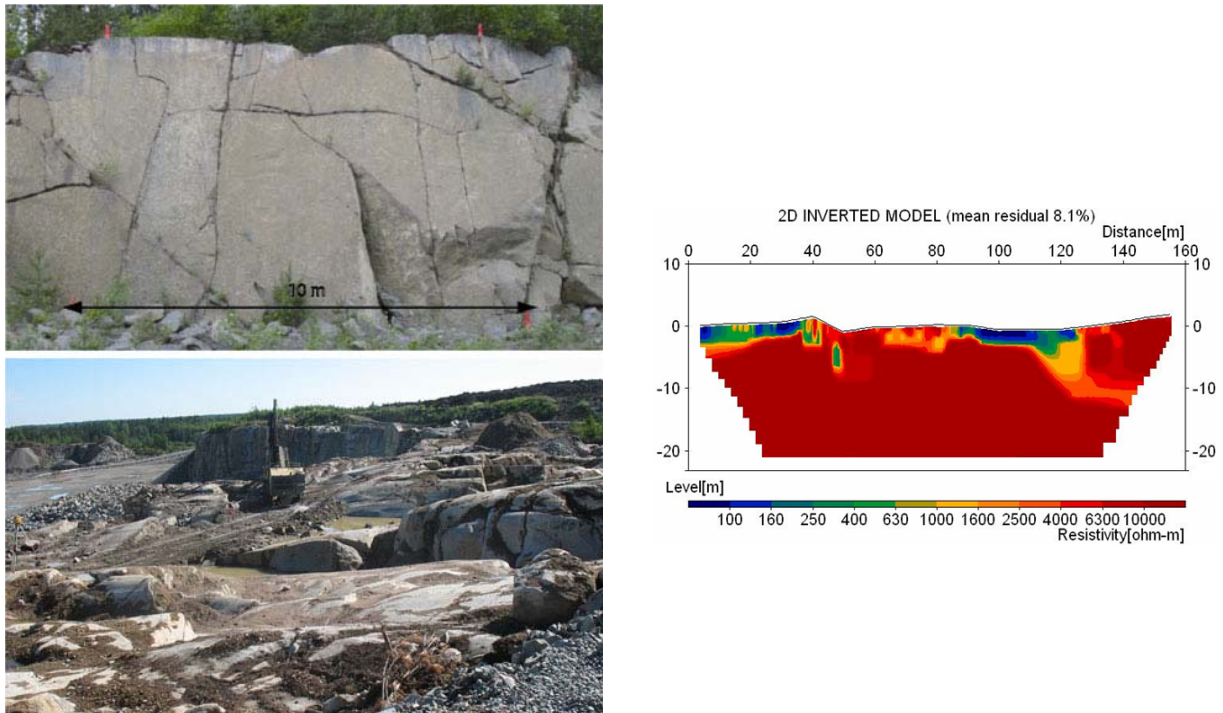 10 m
2D INVERTED MODEL (mean residual 8.1%)
Distance[m]
0 20 40 60 80 100 120 140 160
10 10
0 0
-10 -10
-20 -20
Level[m]
100 160 250 400 630 1000 1600 2500 4000 6300 10000
Resistivity[ohm-m]